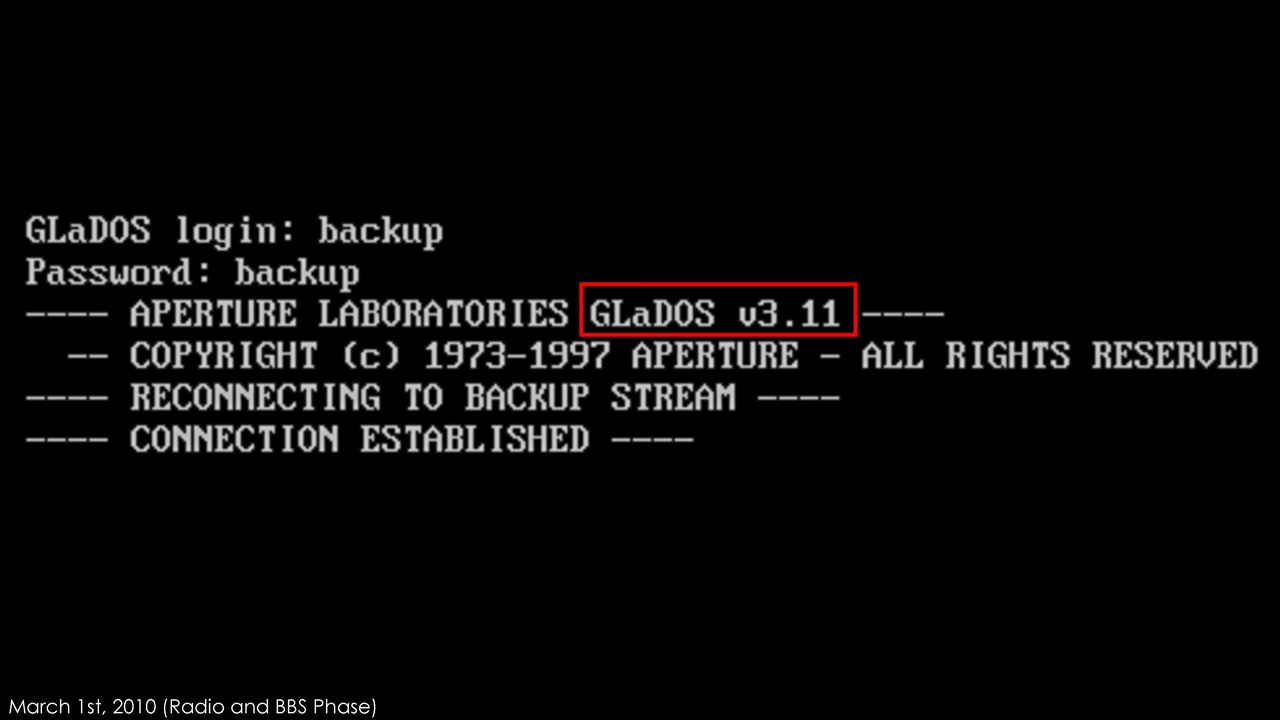 GLaDOS login: backup
Password: backup
---- APERTURE LABORATORIES GLaDOS v3.11 ----
-- COPYRIGHT (c) 1973-1997 APERTURE - ALL RIGHTS RESERVED
---- RECONNECTING TO BACKUP STREAM ----
---- CONNECTION ESTABLISHED ----
March 1st, 2010 (Radio and BBS Phase)